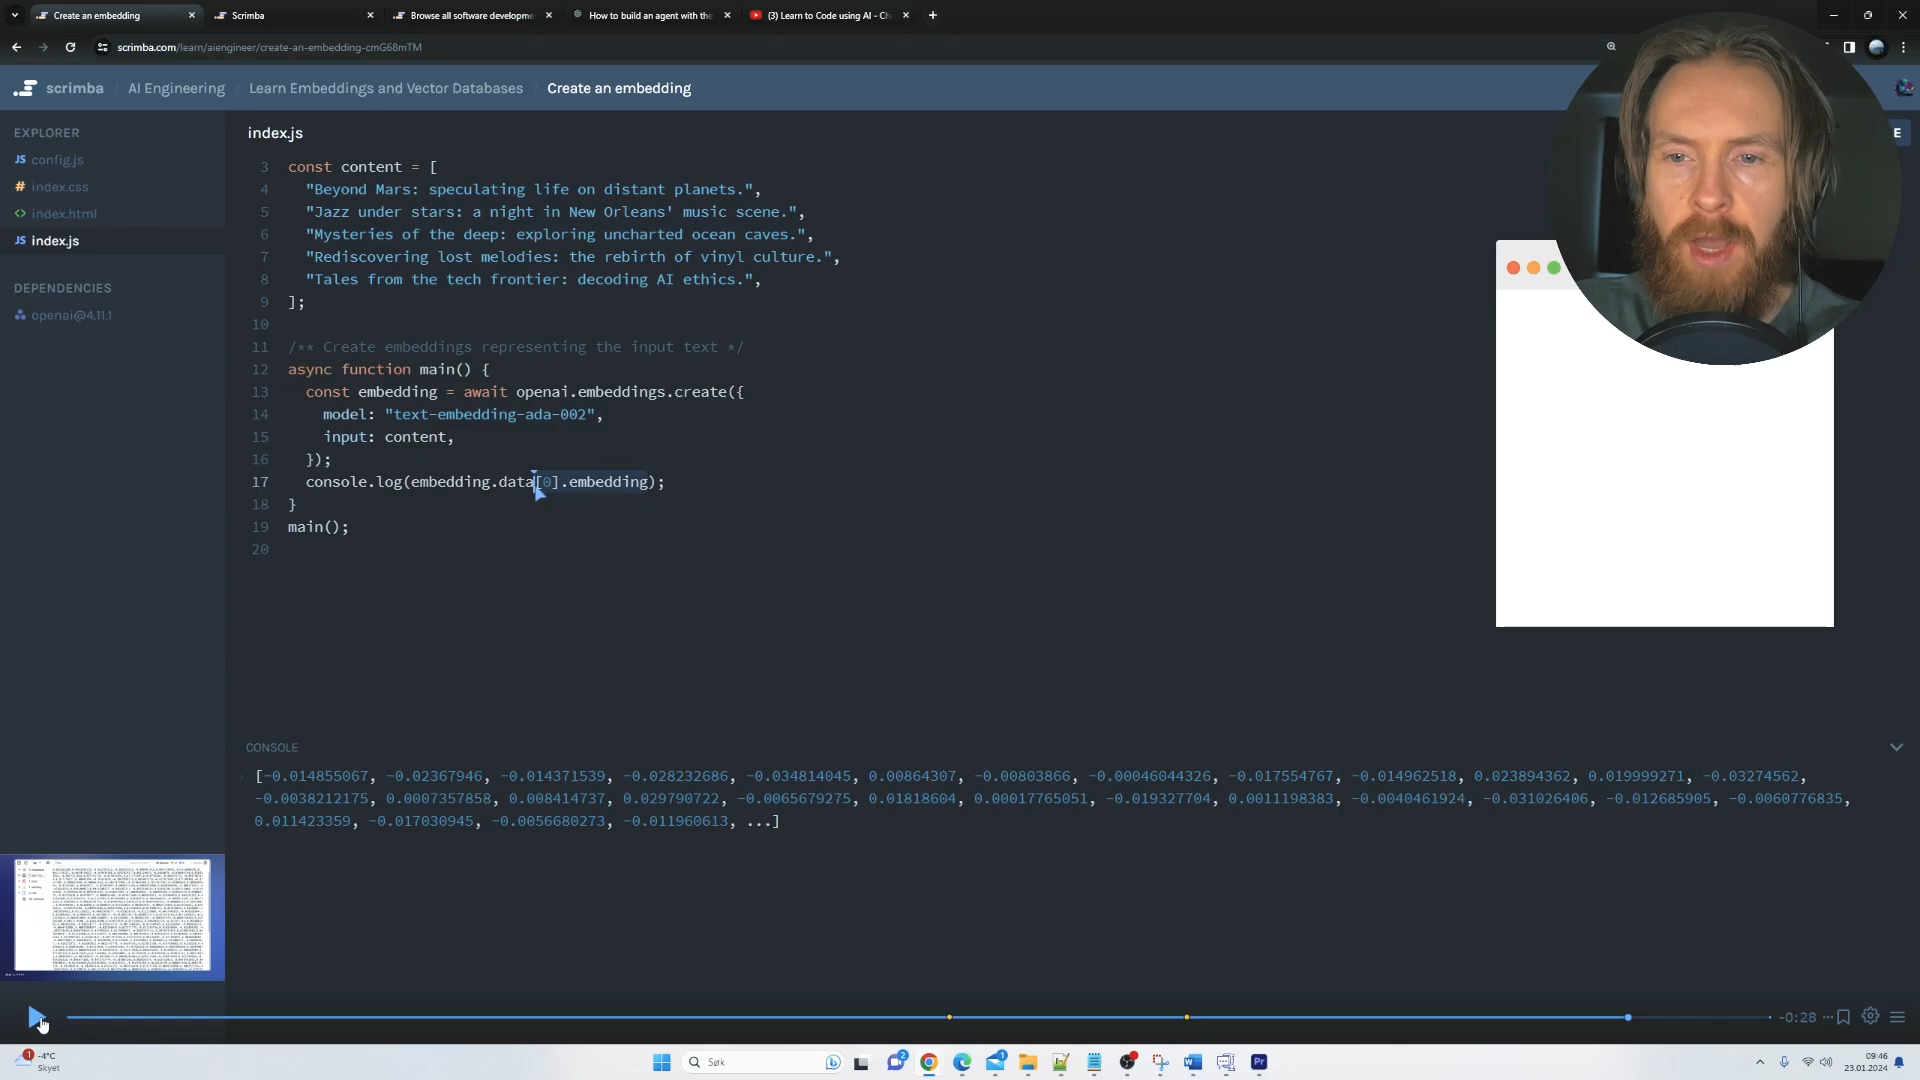 Create an embedding
Scrimba
Browse all software developme
How to build an agent with the
(3) Learn to Code using AI - Ch
scrimba.com/learn/aiengineer/create-an-embedding-cmG68mTM
scrimba / AI Engineering / Learn Embeddings and Vector Databases / Create an embedding
EXPLORER
JS config.js
# index.css
<> index.html
JS index.js
DEPENDENCIES
openai@4.11.1
index.js
E
3 const content = [
4 "Beyond Mars: speculating life on distant planets.",
5 "Jazz under stars: a night in New Orleans' music scene.",
6 "Mysteries of the deep: exploring uncharted ocean caves.",
7 "Rediscovering lost melodies: the rebirth of vinyl culture.",
8 "Tales from the tech frontier: decoding AI ethics.",
9 ];
10
11 /** Create embeddings representing the input text */
12 async function main() {
13 const embedding = await openai.embeddings.create({
14 model: "text-embedding-ada-002",
15 input: content,
16 });
17 console.log(embedding.data[0].embedding);
18 }
19 main();
20
CONSOLE
[-0.014855067, -0.02367946, -0.014371539, -0.028232686, -0.034814045, 0.00864307, -0.00803866, -0.00046044326, -0.017554767, -0.014962518, 0.023894362, 0.019999271, -0.03274562,
-0.0038212175, 0.0007357858, 0.008414737, 0.029790722, -0.0065679275, 0.01818604, 0.00017765051, -0.019327704, 0.0011198383, -0.0040461924, -0.031026406, -0.012685905, -0.0060776835,
0.011423359, -0.017030945, -0.0056680273, -0.011960613, ...]
-0:28
1
-4°C
Skyet
Søk
2
1
W
Pr
09:46
23.01.2024